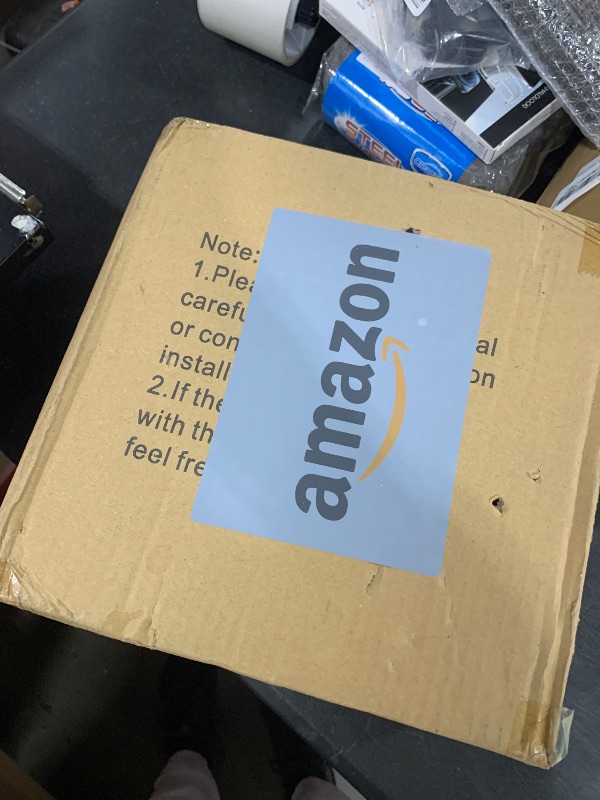 Note:
1.Plea
carefu
or con al
install on
2.If the
with th
feel fre
amazon
STEEL